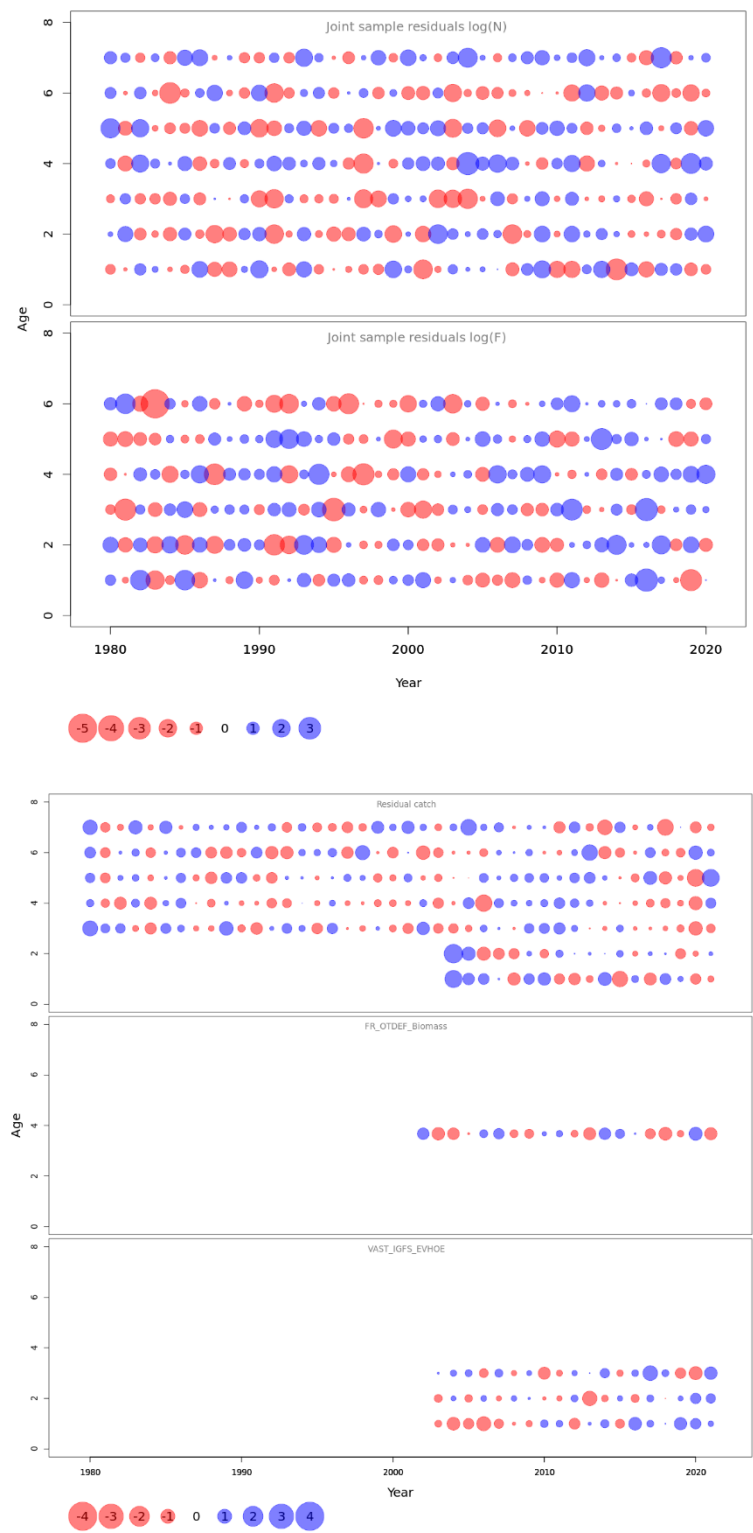 Joint sample residuals log(N)
8
6
4
2
0
Age
Joint sample residuals log(F)
8
6
4
2
0
1980 1990 2000 2010 2020
Year
-5 -4 -3 -2 -1 0 1 2 3
Residual catch
8
6
4
2
0
FR_OTDEF_Biomass
8
6
Age
4
2
0
VAST_IGFS_EVHOE
8
6
4
2
0
1980 1990 2000 2010 2020
Year
-4 -3 -2 -1 0 1 2 3 4